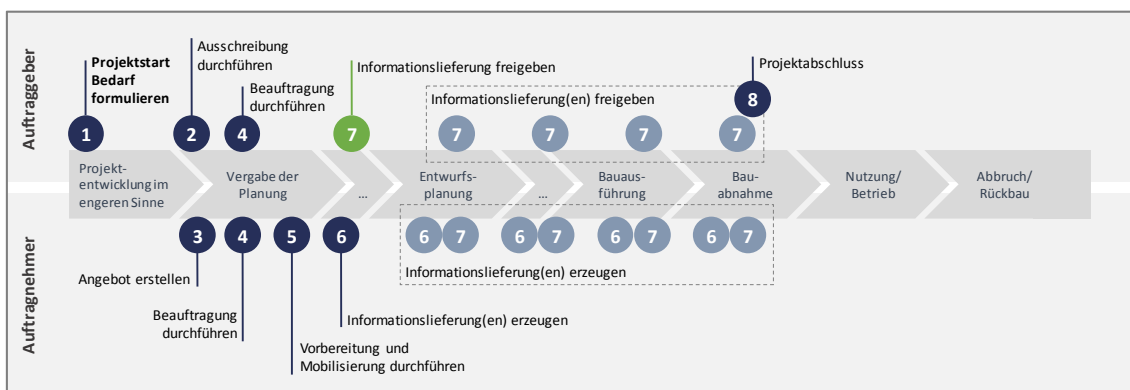 Auftraggeber
Projektstart
Bedarf
formulieren
Ausschreibung
durchführen
Beauftragung
durchführen
Informationslieferung freigeben
Informationslieferung(en) freigeben
Projektabschluss
8
1
2
4
7
7
7
7
7
Projekt-
entwicklung im
engeren Sinne
Vergabe der
Planung
...
Entwurfs-
planung
...
Bauaus-
führung
Bau-
abnahme
Nutzung/
Betrieb
Abbruch/
Rückbau
Auftragnehmer
3
4
5
6
6 7
6 7
6 7
6 7
Angebot erstellen
Informationslieferung(en) erzeugen
Beauftragung
durchführen
Informationslieferung(en) erzeugen
Vorbereitung und
Mobilisierung durchführen